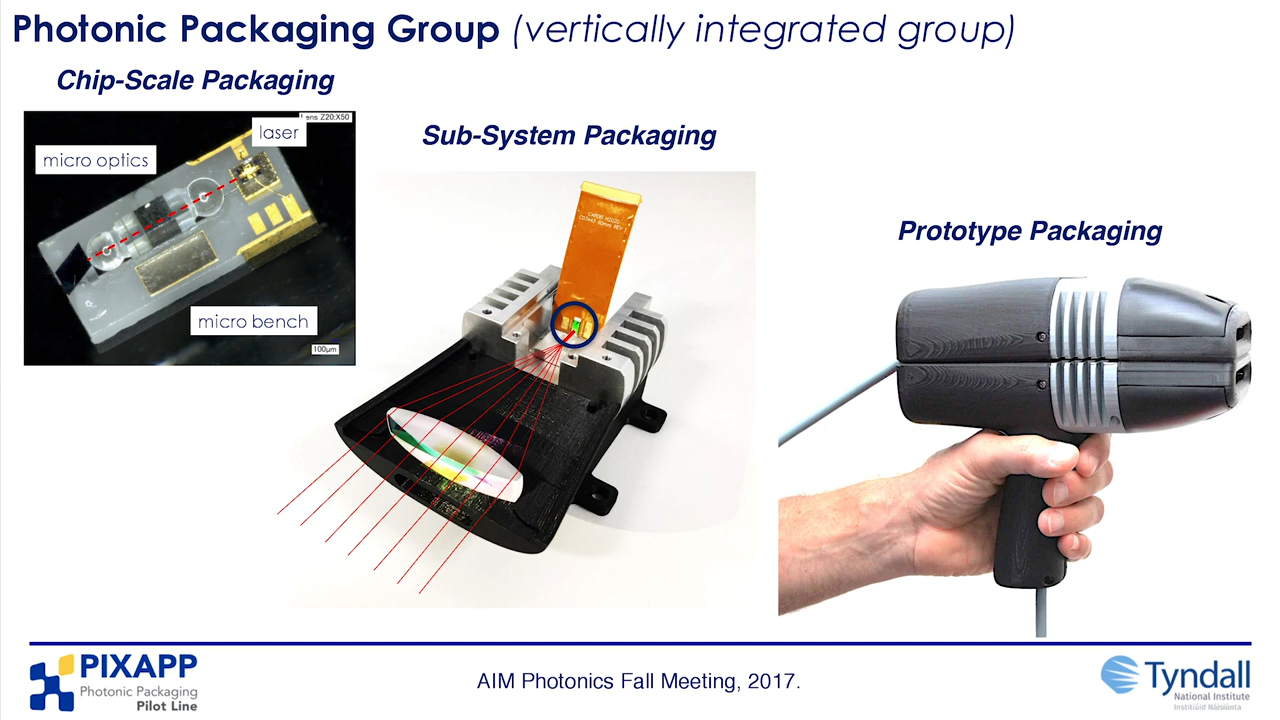 Photonic Packaging Group (vertically integrated group)
Chip-Scale Packaging
Lens Z20:X50
laser
micro optics
micro bench
100µm
Sub-System Packaging
CARDIS H2020
Prototype Packaging
PIXAPP
Photonic Packaging
Pilot Line
AIM Photonics Fall Meeting, 2017.
Tyndall
National Institute
Institiúid Náisiúnta